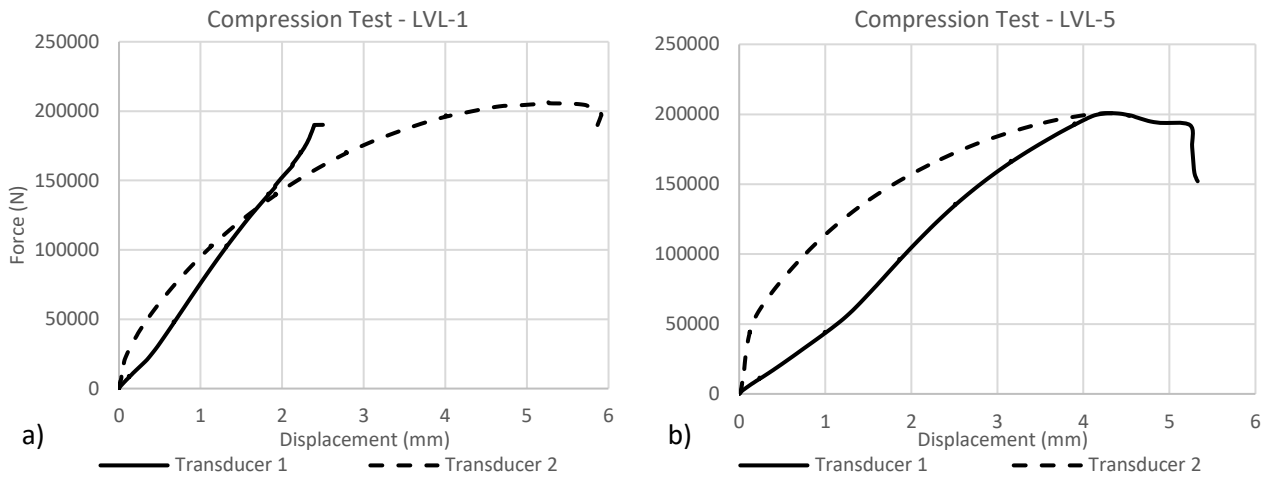 Compression Test - LVL-1
250000
200000
150000
100000
50000
0
Force (N)
0 1 2 3 4 5 6
Displacement (mm)
a)
Transducer 1 Transducer 2
Compression Test - LVL-5
250000
200000
150000
100000
50000
0
0 1 2 3 4 5 6
Displacement (mm)
b)
Transducer 1 Transducer 2